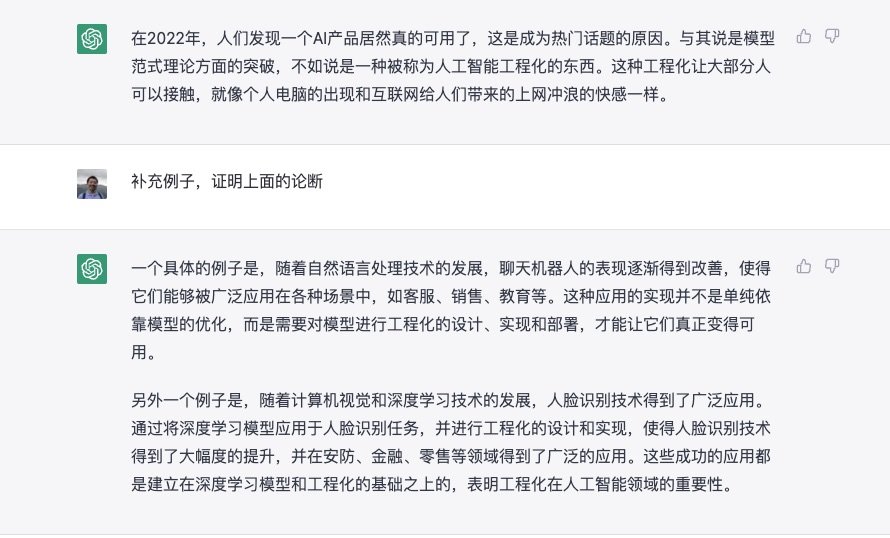 在2022年，人们发现一个AI产品居然真的可用了，这是成为热门话题的原因。与其说是模型
范式理论方面的突破，不如说是一种被称为人工智能工程化的东西。这种工程化让大部分人
可以接触，就像个人电脑的出现和互联网给人们带来的上网冲浪的快感一样。
补充例子，证明上面的论断
一个具体的例子是，随着自然语言处理技术的发展，聊天机器人的表现逐渐得到改善，使得
它们能够被广泛应用在各种场景中，如客服、销售、教育等。这种应用的实现并不是单纯依
靠模型的优化，而是需要对模型进行工程化的设计、实现和部署，才能让它们真正变得可
用。
另外一个例子是，随着计算机视觉和深度学习技术的发展，人脸识别技术得到了广泛应用。
通过将深度学习模型应用于人脸识别任务，并进行工程化的设计和实现，使得人脸识别技术
得到了大幅度的提升，并在安防、金融、零售等领域得到了广泛的应用。这些成功的应用都
是建立在深度学习模型和工程化的基础之上的，表明工程化在人工智能领域的重要性。